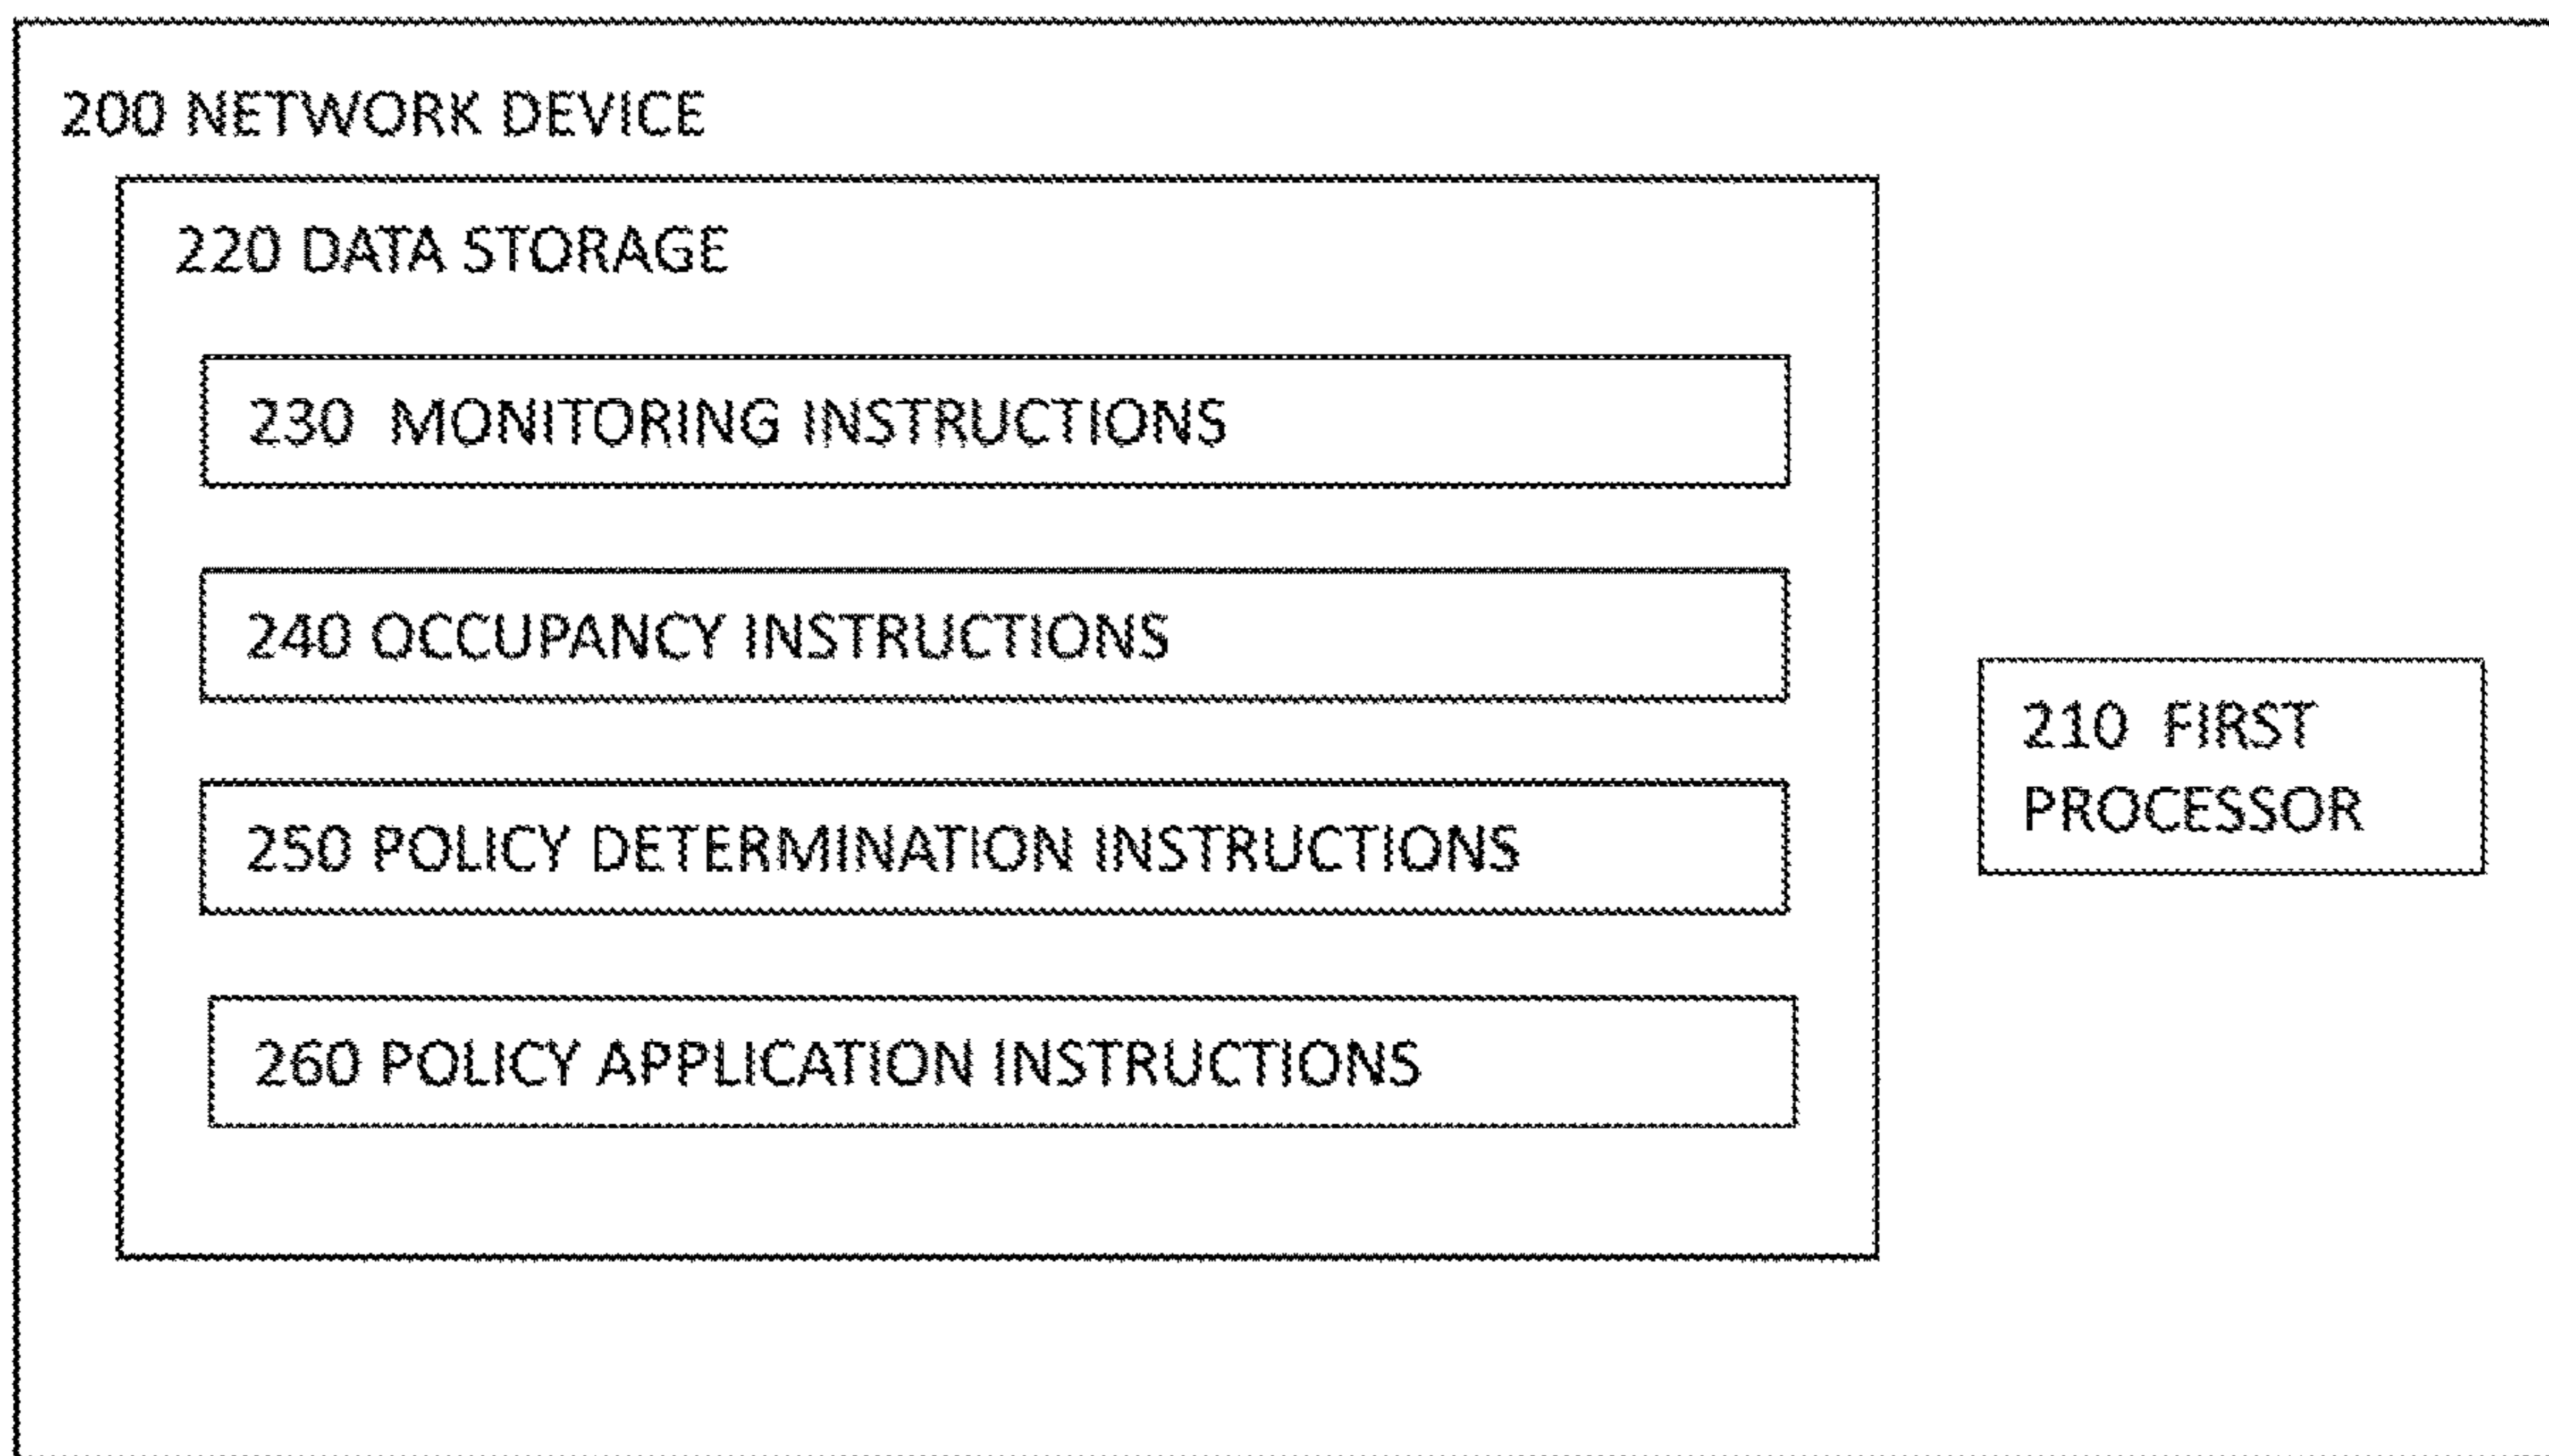 200 NETWORK DEVICE
220 DATA STORAGE
230 MONITORING INSTRUCTIONS
240 OCCUPANCY INSTRUCTIONS
250 POLICY DETERMINATION INSTRUCTIONS
260 POLICY APPLICATION INSTRUCTIONS
210 FIRST
PROCESSOR